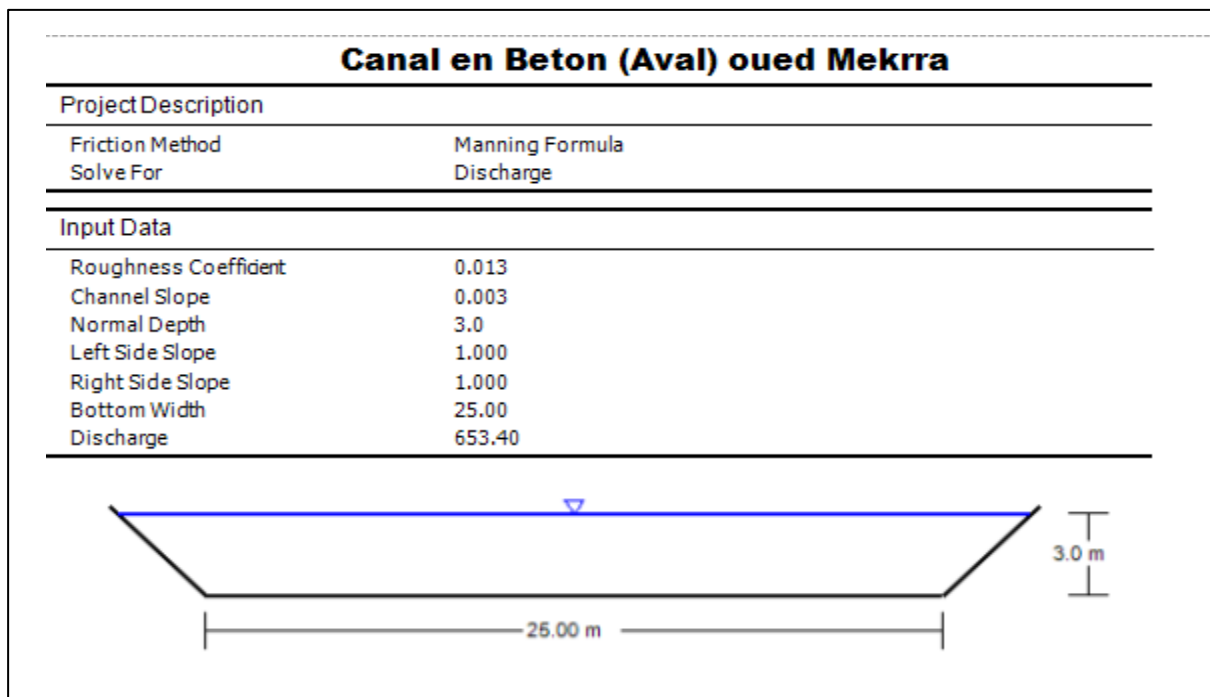 Canal en Beton (Aval) oued Mekrra
Project Description
Friction Method Manning Formula
Solve For Discharge
Input Data
Roughness Coefficient 0.013
Channel Slope 0.003
Normal Depth 3.0
Left Side Slope 1.000
Right Side Slope 1.000
Bottom Width 25.00
Discharge 653.40
3.0 m
25.00 m